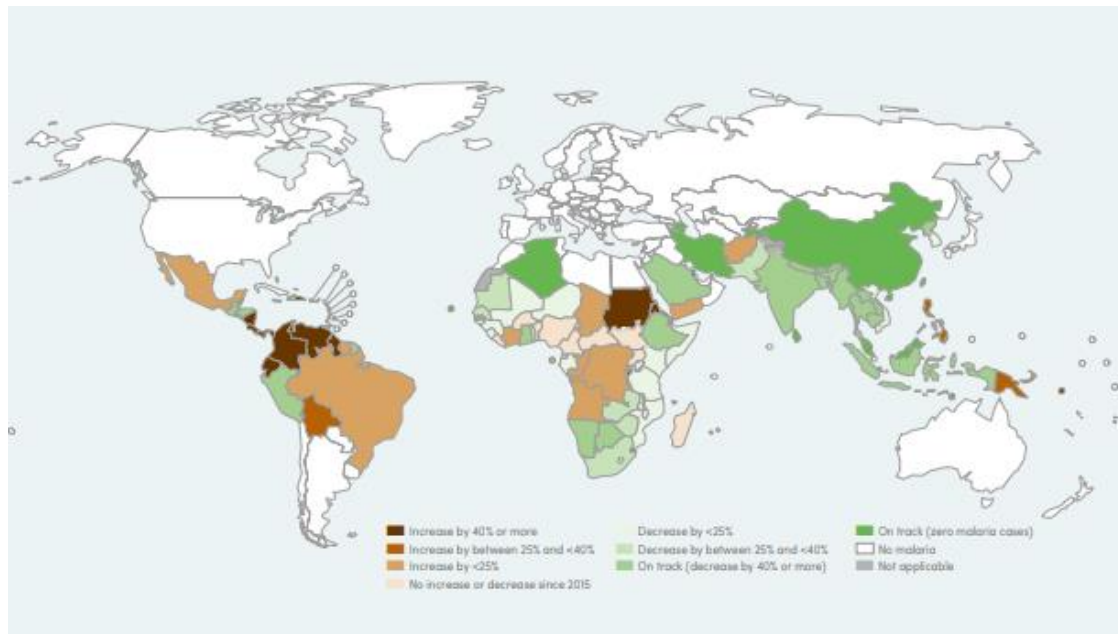 Increase by 40% or more
Increase by between 25% and <40%
Increase by <25%
No increase or decrease since 2015
Decrease by <25%
Decrease by between 25% and <40%
On track (decrease by 40% or more)
On track (zero malaria cases)
No malaria
Not applicable